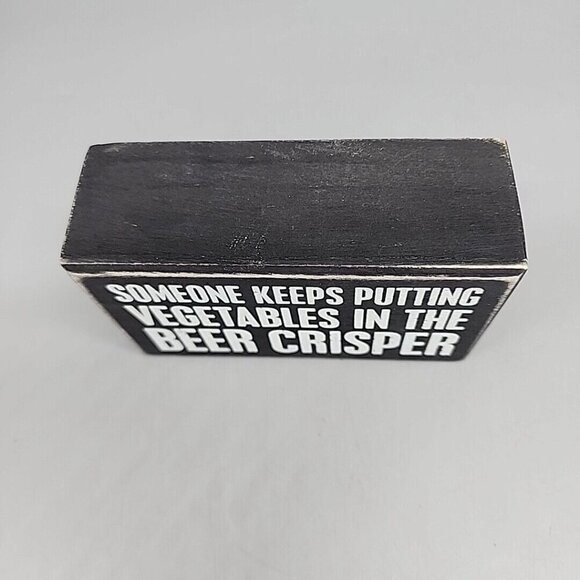 SOMEONE KEEPS PUTTING
VEGETABLES IN THE
BEER CRISPER